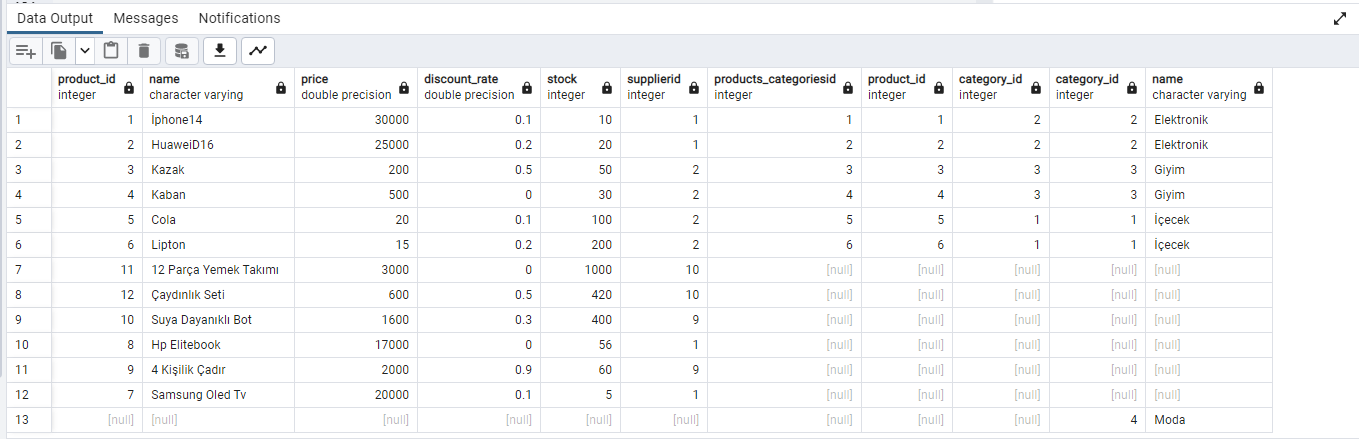 Data Output Messages Notifications
product_id name price discount_rate stock supplierid products_categoriesid product_id category_id category_id name
integer character varying double precision double precision integer integer integer integer integer integer character varying
1 1 İphone14 30000 0.1 10 1 1 1 2 2 Elektronik
2 2 HuaweiD16 25000 0.2 20 1 2 2 2 2 Elektronik
3 3 Kazak 200 0.5 50 2 3 3 3 3 Giyim
4 4 Kaban 500 0 30 2 4 4 3 3 Giyim
5 5 Cola 20 0.1 100 2 5 5 1 1 İçecek
6 6 Lipton 15 0.2 200 2 6 6 1 1 İçecek
7 11 12 Parça Yemek Takımı 3000 0 1000 10 [null] [null] [null] [null] [null]
8 12 Çaydınlık Seti 600 0.5 420 10 [null] [null] [null] [null] [null]
9 10 Suya Dayanıklı Bot 1600 0.3 400 9 [null] [null] [null] [null] [null]
10 8 Hp Elitebook 17000 0 56 1 [null] [null] [null] [null] [null]
11 9 4 Kişilik Çadır 2000 0.9 60 9 [null] [null] [null] [null] [null]
12 7 Samsung Oled Tv 20000 0.1 5 1 [null] [null] [null] [null] [null]
13 [null] [null] [null] [null] [null] [null] [null] [null] [null] 4 Moda